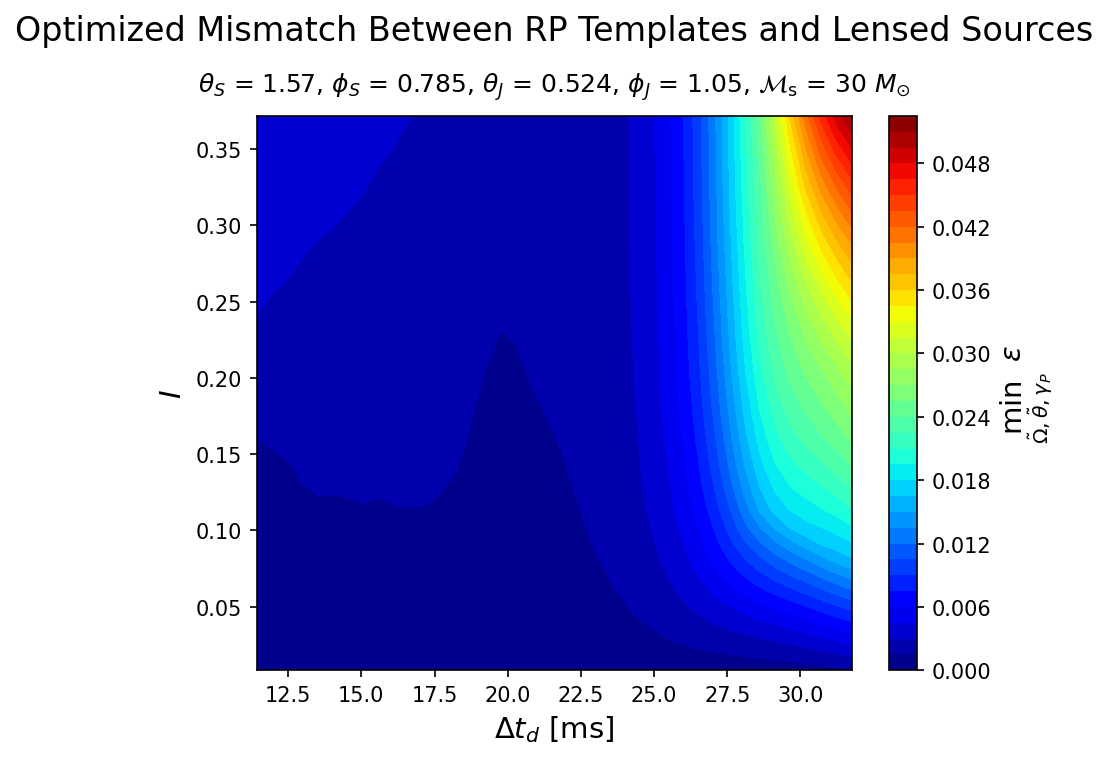 Optimized Mismatch Between RP Templates and Lensed Sources
θ_S = 1.57, ϕ_S = 0.785, θ_J = 0.524, ϕ_J = 1.05, ℳ_s = 30 M_⊙
0.35
0.30
0.25
0.20
0.15
0.10
0.05
I
12.5 15.0 17.5 20.0 22.5 25.0 27.5 30.0
Δt_d [ms]
0.048
0.042
0.036
0.030
0.024
0.018
0.012
0.006
0.000
min ϵ
Ω̃, θ̃, γ_P